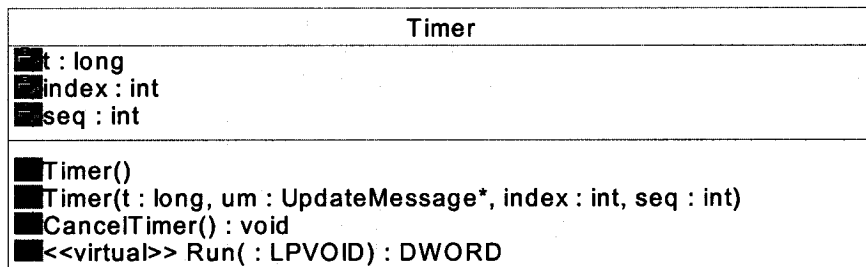 Timer
t : long
index : int
seq : int
Timer()
Timer(t : long, um : UpdateMessage*, index : int, seq : int)
CancelTimer() : void
<<virtual>> Run( : LPVOID) : DWORD